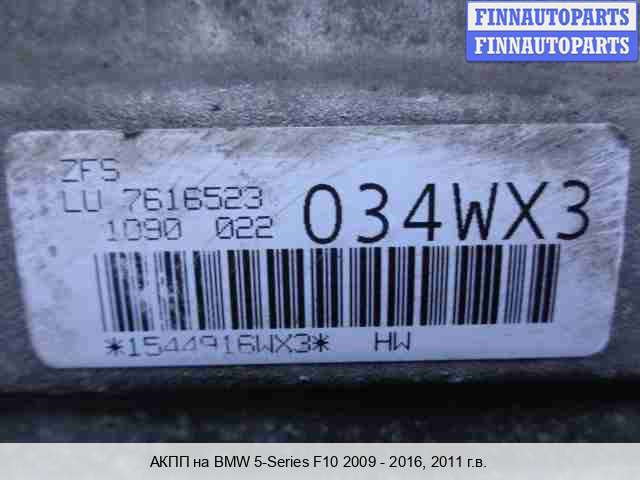 FINNAUTOPARTS
FINNAUTOPARTS
ZFS
LU 7616523
1090 022
034WX3
*1544916WX3* HW
АКПП на BMW 5-Series F10 2009 - 2016, 2011 г.в.